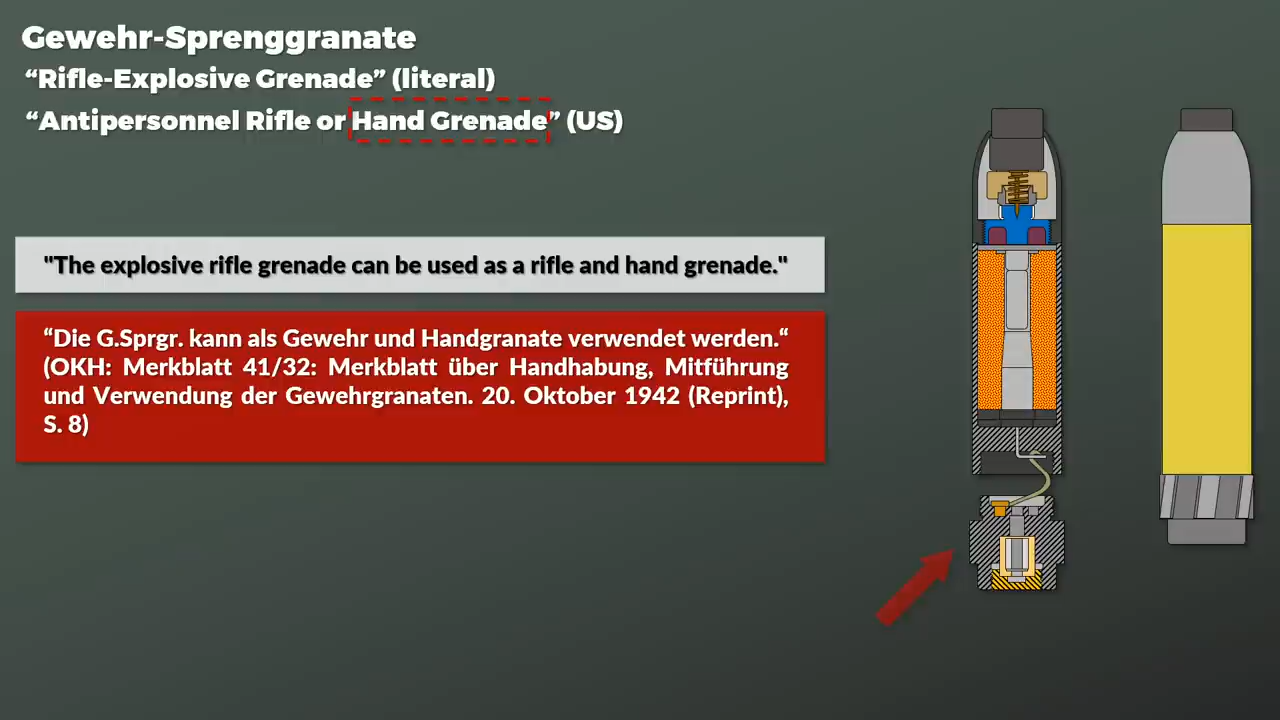 Gewehr-Sprenggranate
“Rifle-Explosive Grenade” (literal)
“Antipersonnel Rifle or Hand Grenade” (US)
"The explosive rifle grenade can be used as a rifle and hand grenade."
“Die G.Sprgr. kann als Gewehr und Handgranate verwendet werden.“
(OKH: Merkblatt 41/32: Merkblatt über Handhabung, Mitführung
und Verwendung der Gewehrgranaten. 20. Oktober 1942 (Reprint),
S. 8)